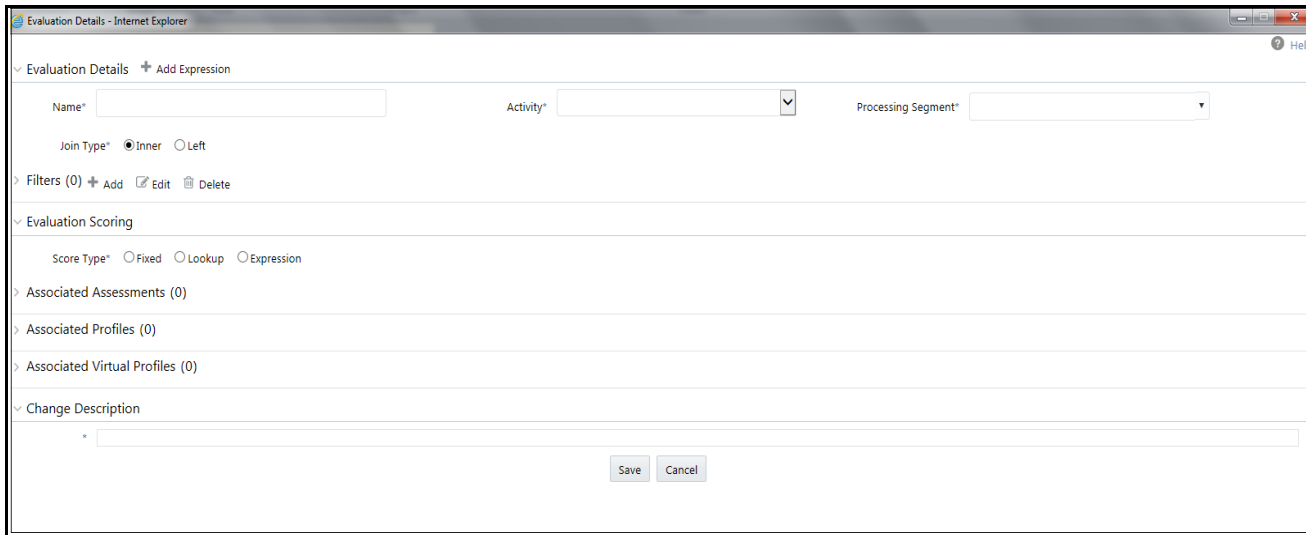 Evaluation Details - Internet Explorer
Hel
Evaluation Details Add Expression
Name* Activity* Processing Segment*
Join Type* Inner Left
Filters (0) Add Edit Delete
Evaluation Scoring
Score Type* Fixed Lookup Expression
Associated Assessments (0)
Associated Profiles (0)
Associated Virtual Profiles (0)
Change Description
*
Save Cancel